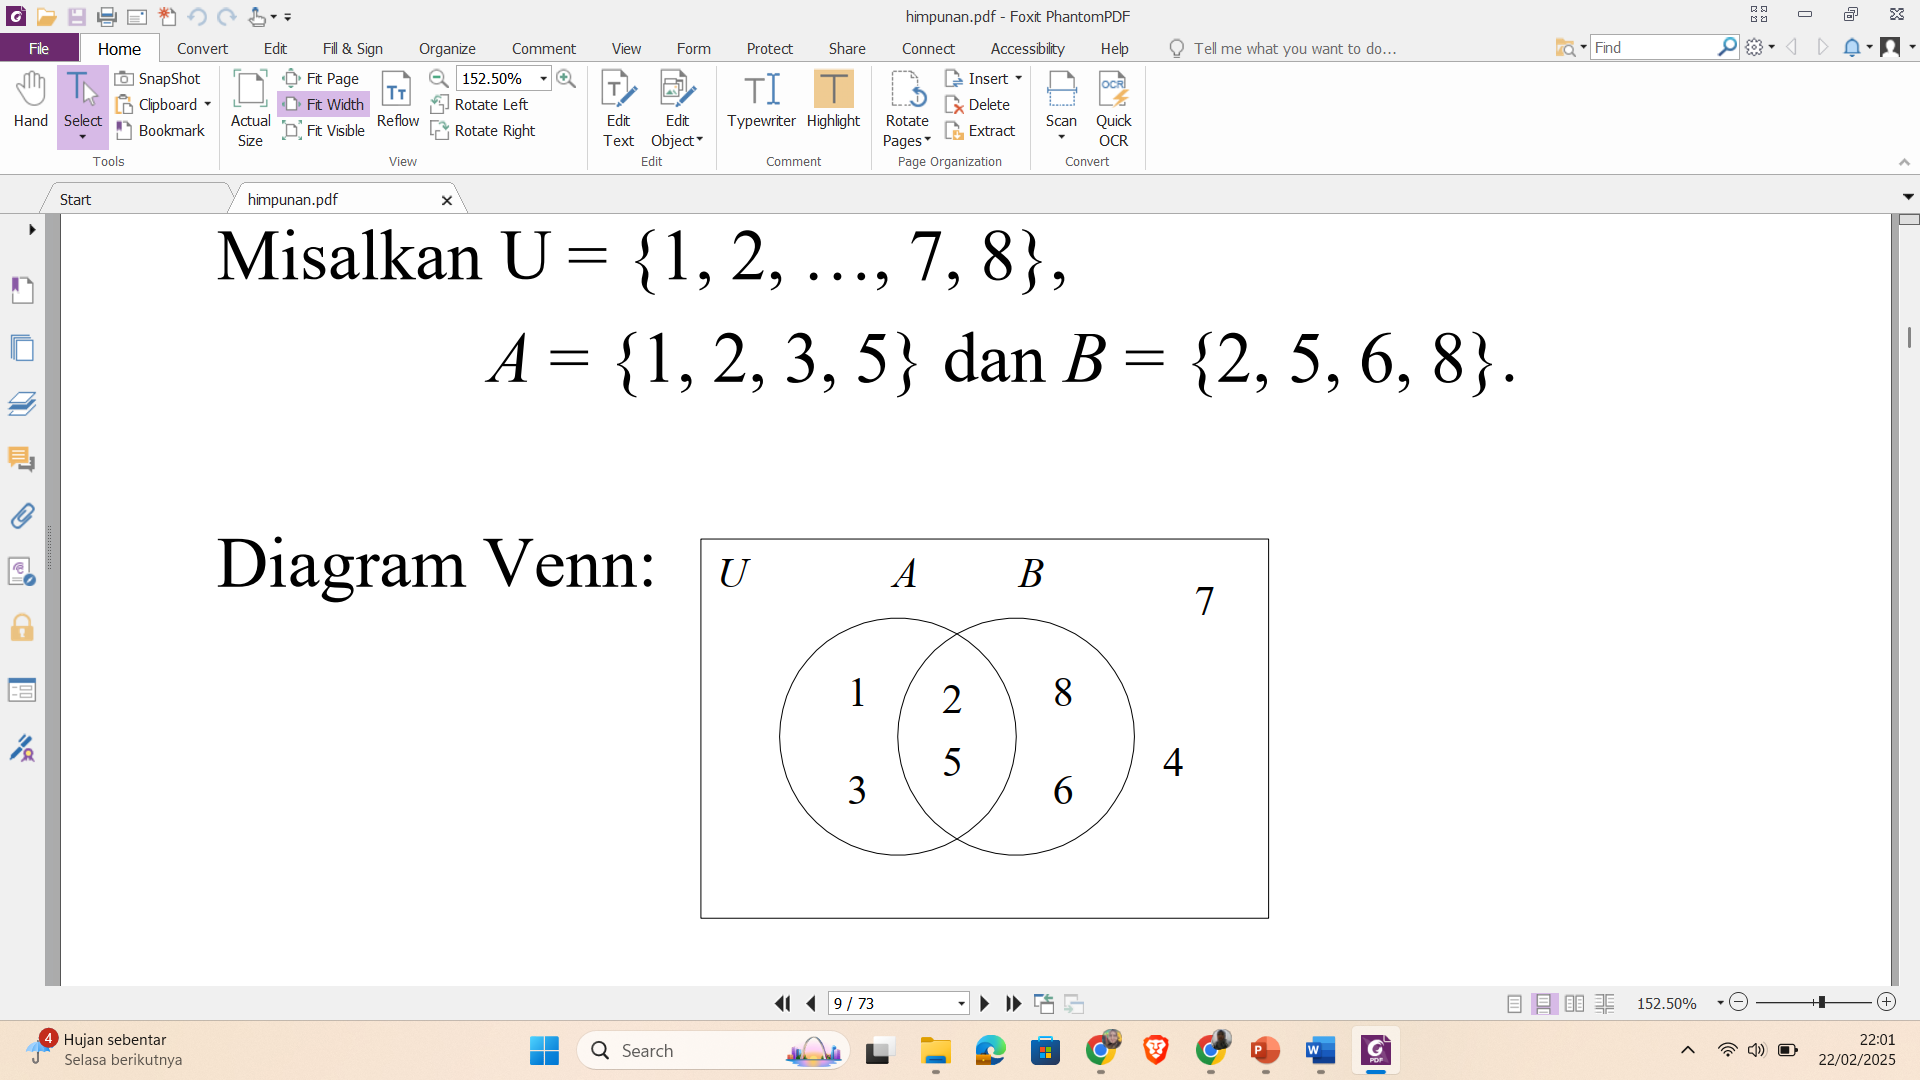 himpunan.pdf - Foxit PhantomPDF
File Home Convert Edit Fill & Sign Organize Comment View Form Protect Share Connect Accessibility Help Tell me what you want to do... Find
Hand
Select
SnapShot
Clipboard
Bookmark
Tools
Actual Size
Fit Page
Fit Width
Fit Visible
Reflow
152.50%
Rotate Left
Rotate Right
View
Edit Text
Edit Object
Edit
Typewriter
Highlight
Comment
Rotate Pages
Insert
Delete
Extract
Page Organization
Scan
Quick OCR
Convert
Start himpunan.pdf
Misalkan U = {1, 2, …, 7, 8},
A = {1, 2, 3, 5} dan B = {2, 5, 6, 8}.
Diagram Venn:
U A B
7
1 2 8
5 4
3 6
9 / 73 152.50%
4 Hujan sebentar
Selasa berikutnya
Search
22:01
22/02/2025